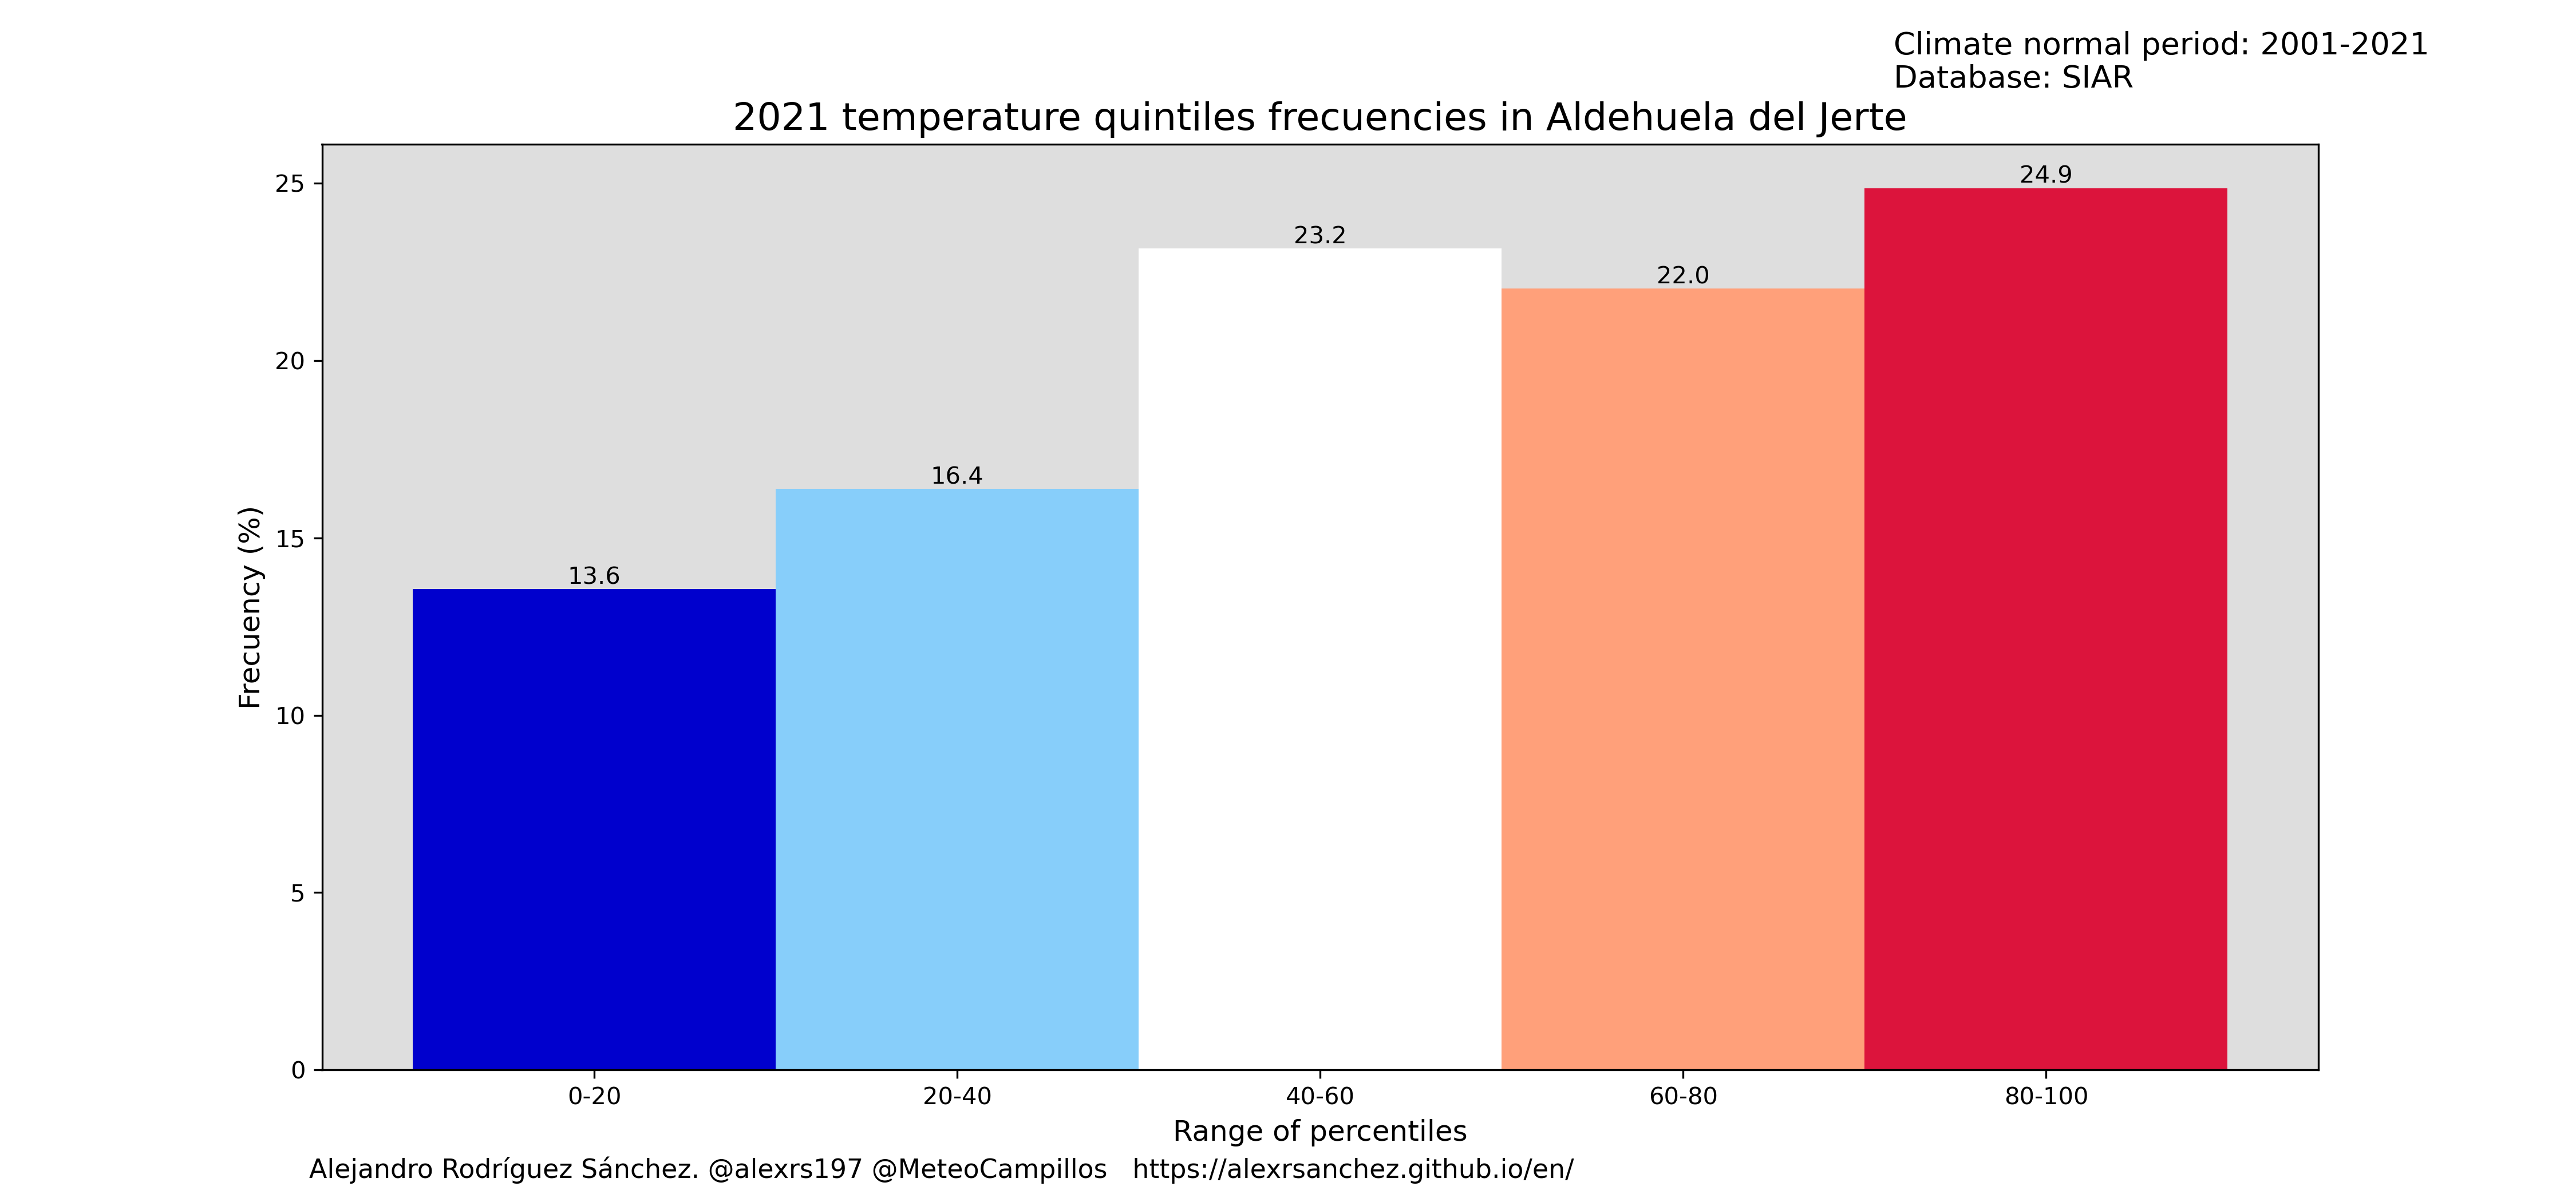 Climate normal period: 2001-2021
Database: SIAR
2021 temperature quintiles frecuencies in Aldehuela del Jerte
Frecuency (%)
25
20
15
10
5
0
13.6
16.4
23.2
22.0
24.9
0-20
20-40
40-60
60-80
80-100
Range of percentiles
Alejandro Rodríguez Sánchez. @alexrs197 @MeteoCampillos https://alexrsanchez.github.io/en/